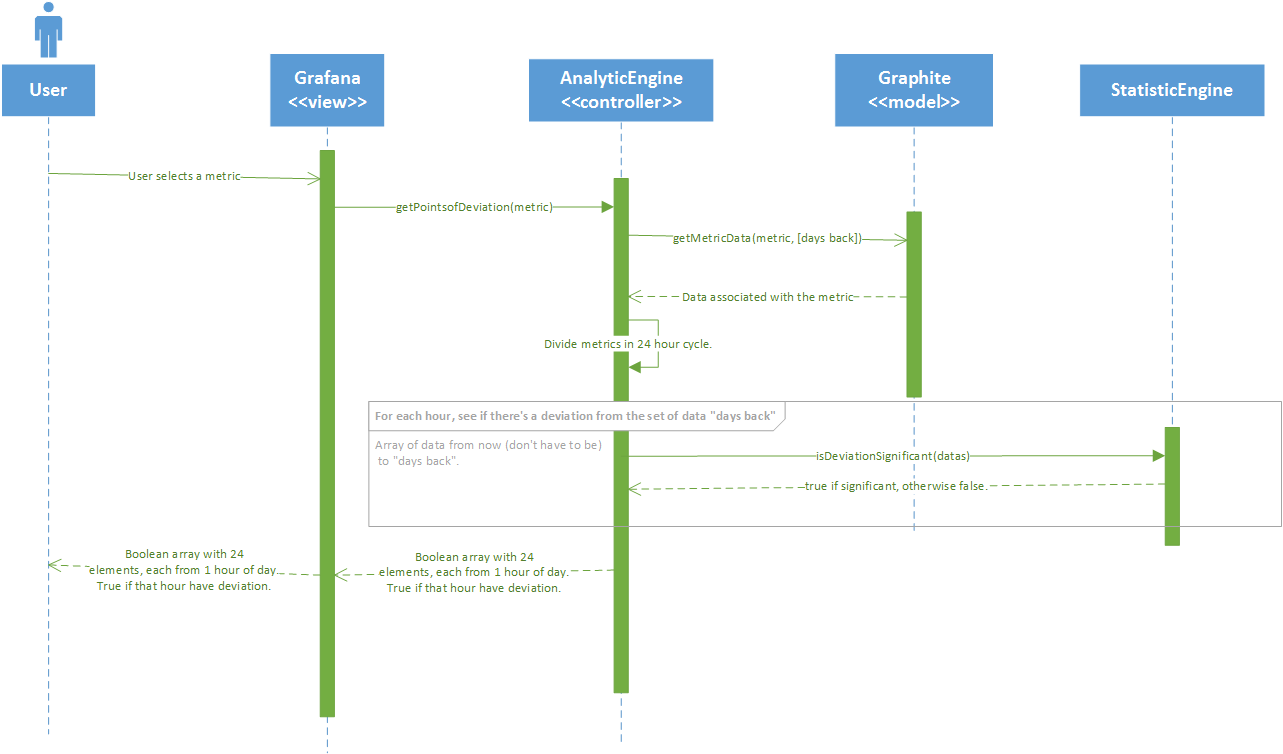 User
Grafana
<<view>>
AnalyticEngine
<<controller>>
Graphite
<<model>>
StatisticEngine
User selects a metric
getPointsofDeviation(metric)
getMetricData(metric, [days back])
Data associated with the metric
Divide metrics in 24 hour cycle.
For each hour, see if there's a deviation from the set of data "days back"
Array of data from now (don't have to be)
to "days back".
isDeviationSignificant(datas)
true if significant, otherwise false.
Boolean array with 24
elements, each from 1 hour of day.
True if that hour have deviation.
Boolean array with 24
elements, each from 1 hour of day.
True if that hour have deviation.